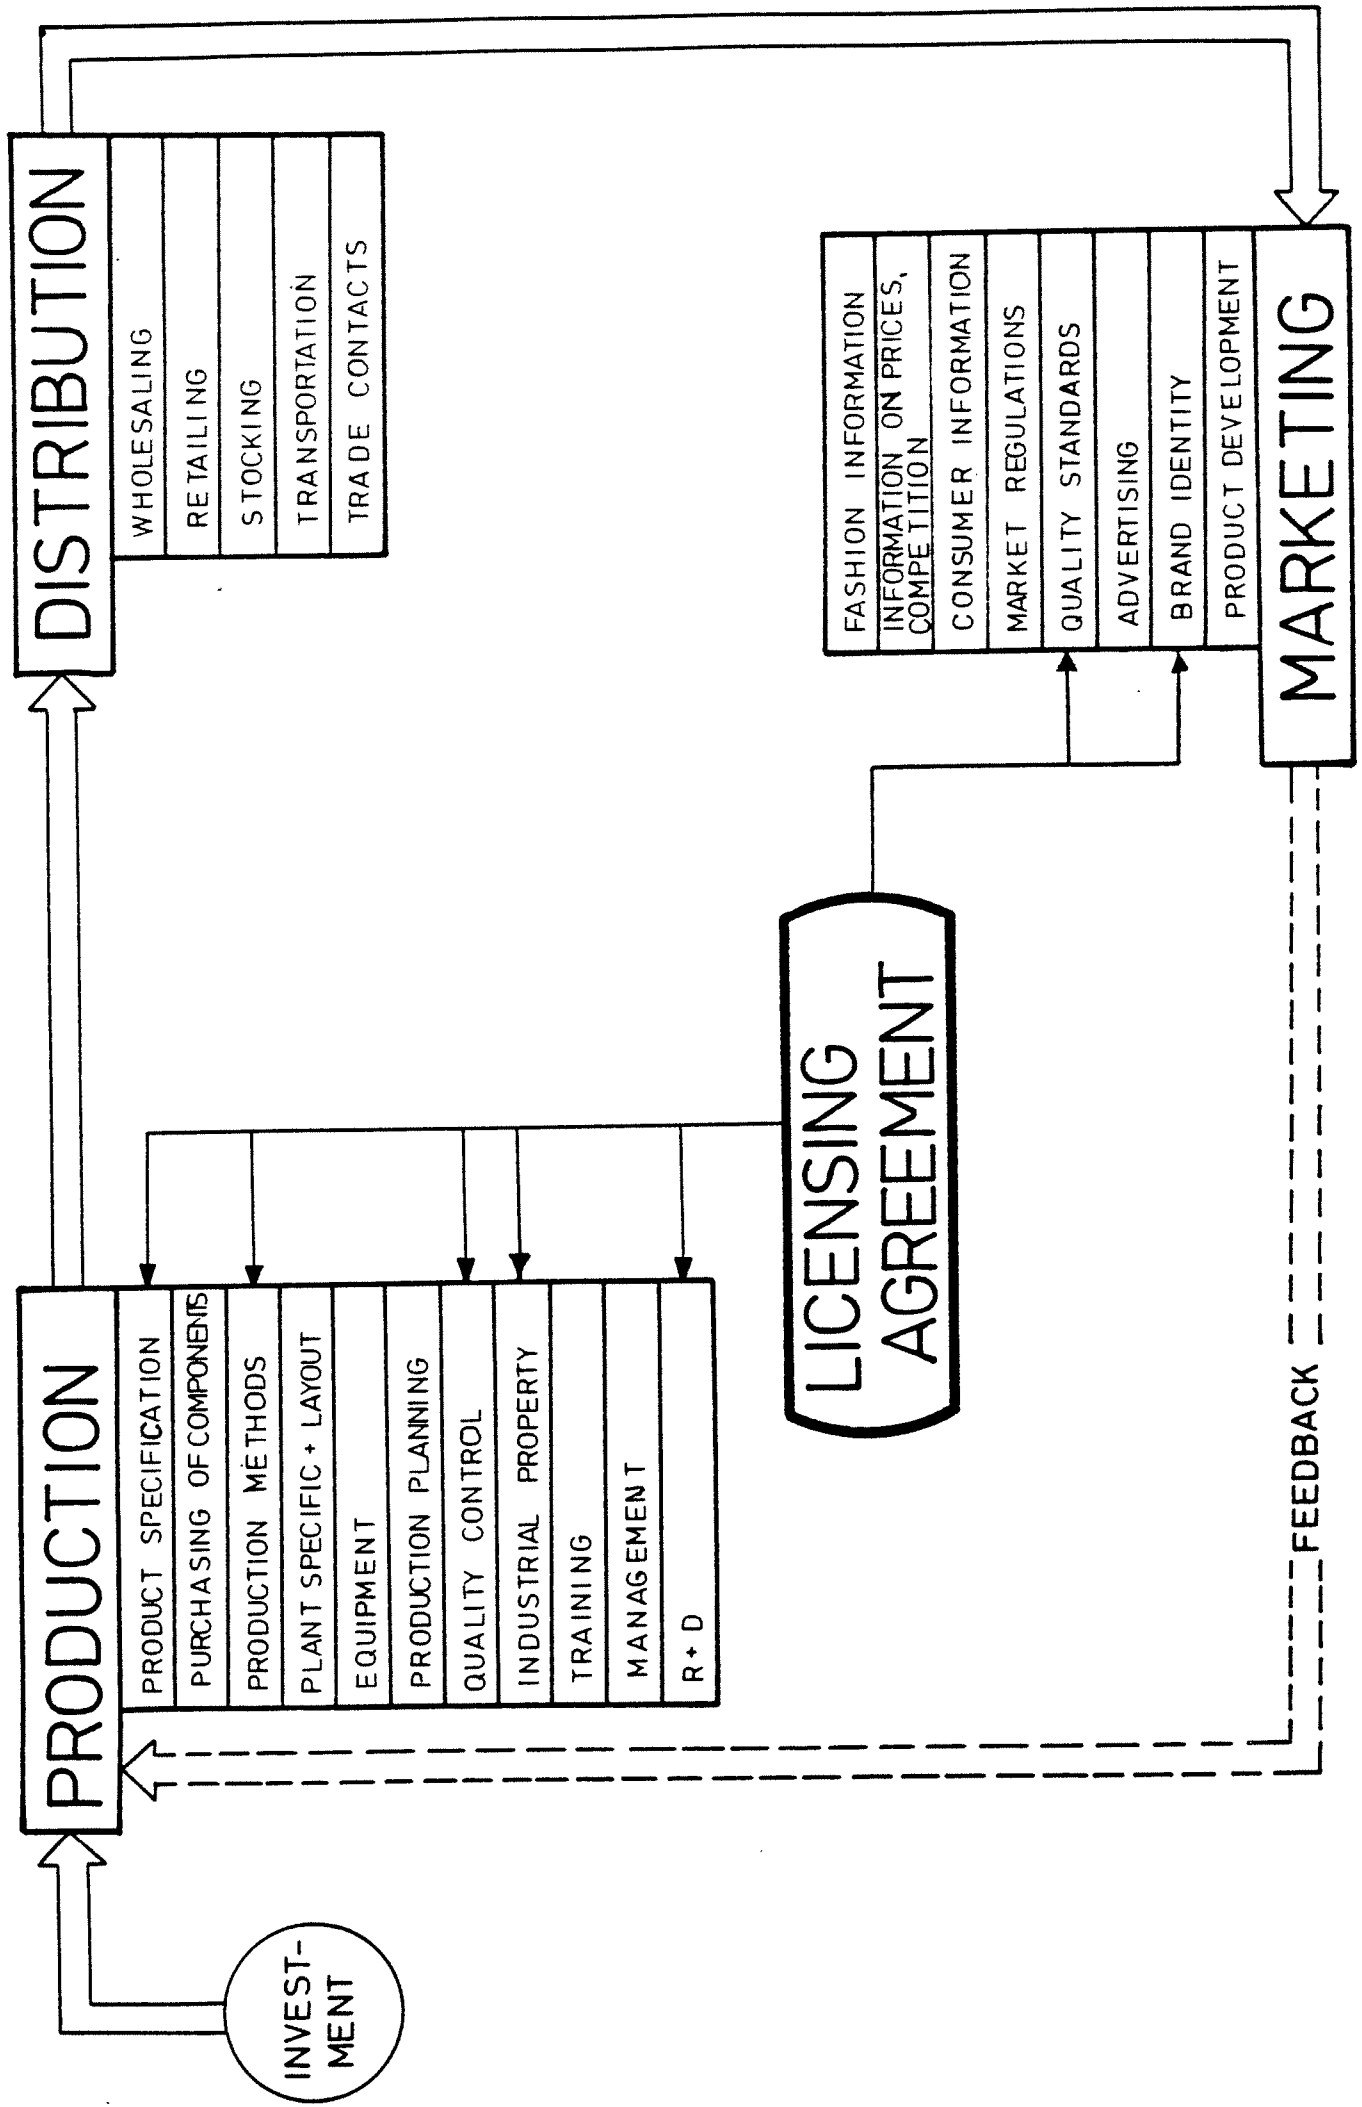 INVEST-
MENT
PRODUCTION
PRODUCT SPECIFICATION
PURCHASING OF COMPONENTS
PRODUCTION METHODS
PLANT SPECIFIC + LAYOUT
EQUIPMENT
PRODUCTION PLANNING
QUALITY CONTROL
INDUSTRIAL PROPERTY
TRAINING
MANAGEMENT
R + D
DISTRIBUTION
WHOLESALING
RETAILING
STOCKING
TRANSPORTATION
TRADE CONTACTS
LICENSING
AGREEMENT
FASHION INFORMATION
INFORMATION ON PRICES,
COMPETITION
CONSUMER INFORMATION
MARKET REGULATIONS
QUALITY STANDARDS
ADVERTISING
BRAND IDENTITY
PRODUCT DEVELOPMENT
MARKETING
FEEDBACK